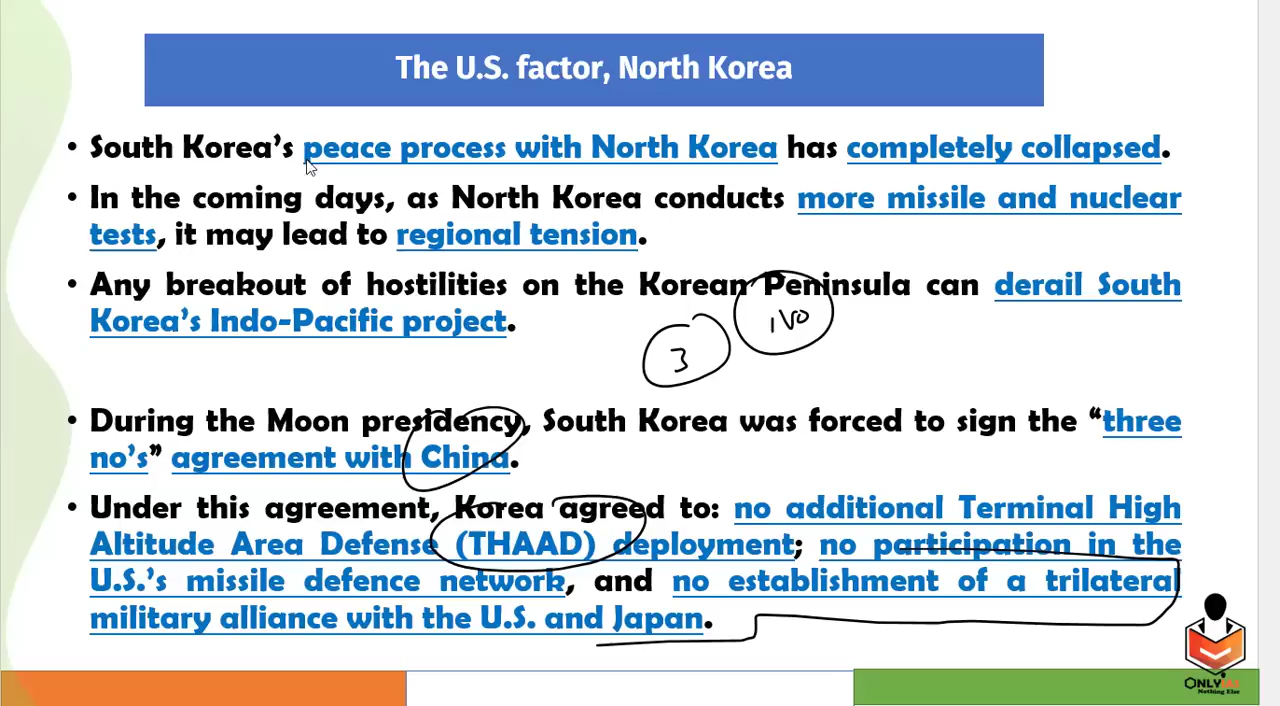 The U.S. factor, North Korea
• South Korea's peace process with North Korea has completely collapsed.
• In the coming days, as North Korea conducts more missile and nuclear
tests, it may lead to regional tension.
• Any breakout of hostilities on the Korean Peninsula can derail South
Korea's Indo-Pacific project.
3
• During the Moon presidency, South Korea was forced to sign the “three
no's” agreement with China.
• Under this agreement, Korea agreed to: no additional Terminal High
Altitude Area Defense (THAAD) deployment; no participation in the
U.S.'s missile defence network, and no establishment of a trilateral
military alliance with the U.S. and Japan.
Nothing Else